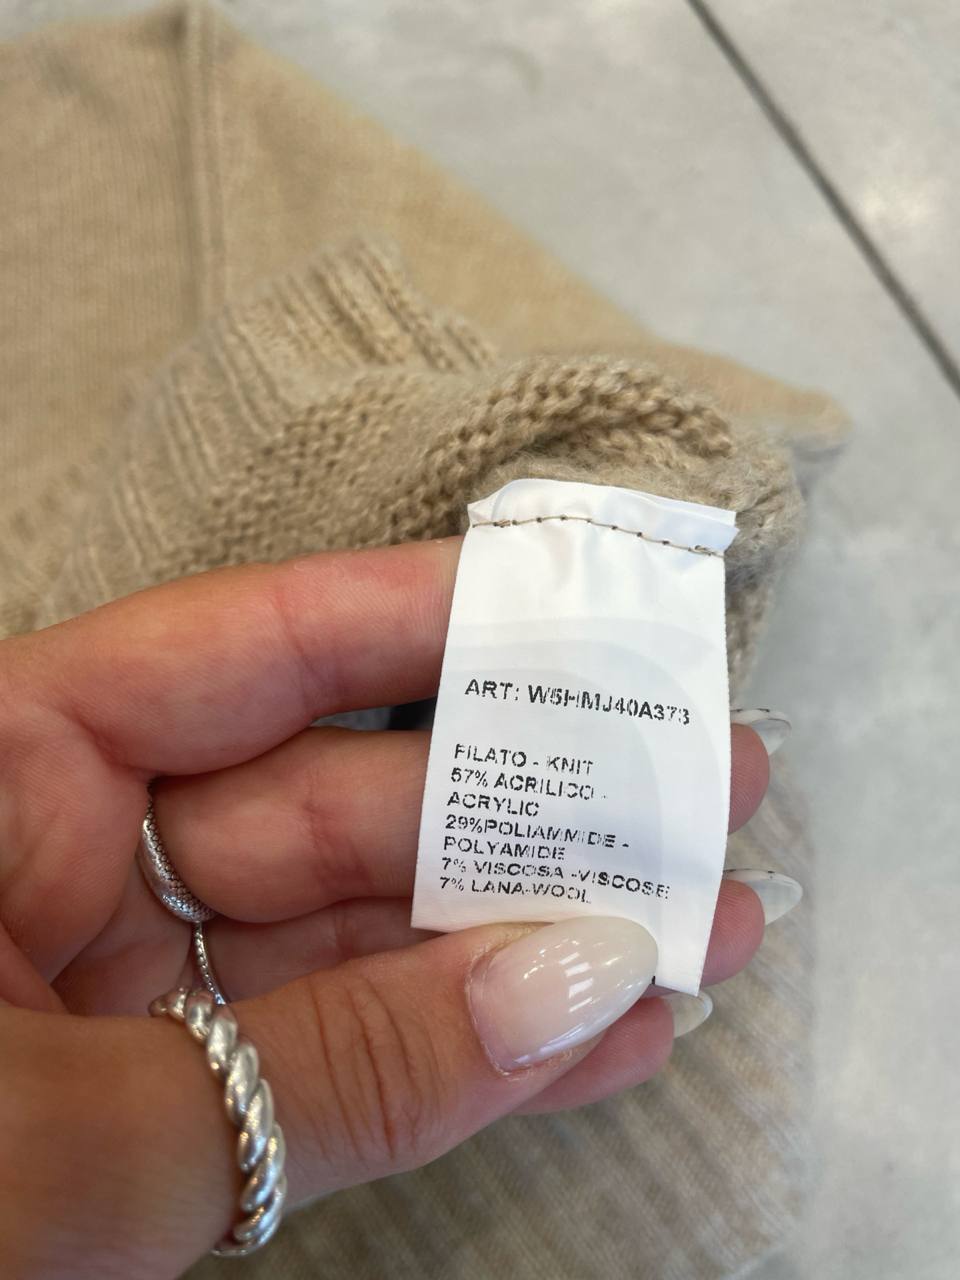 ART: W5HMJ40A373
FILATO - KNIT
57% ACRILICO -
ACRYLIC
29%POLIAMMIDE -
POLYAMIDE
7% VISCOSA -VISCOSE
7% LANA-WOOL